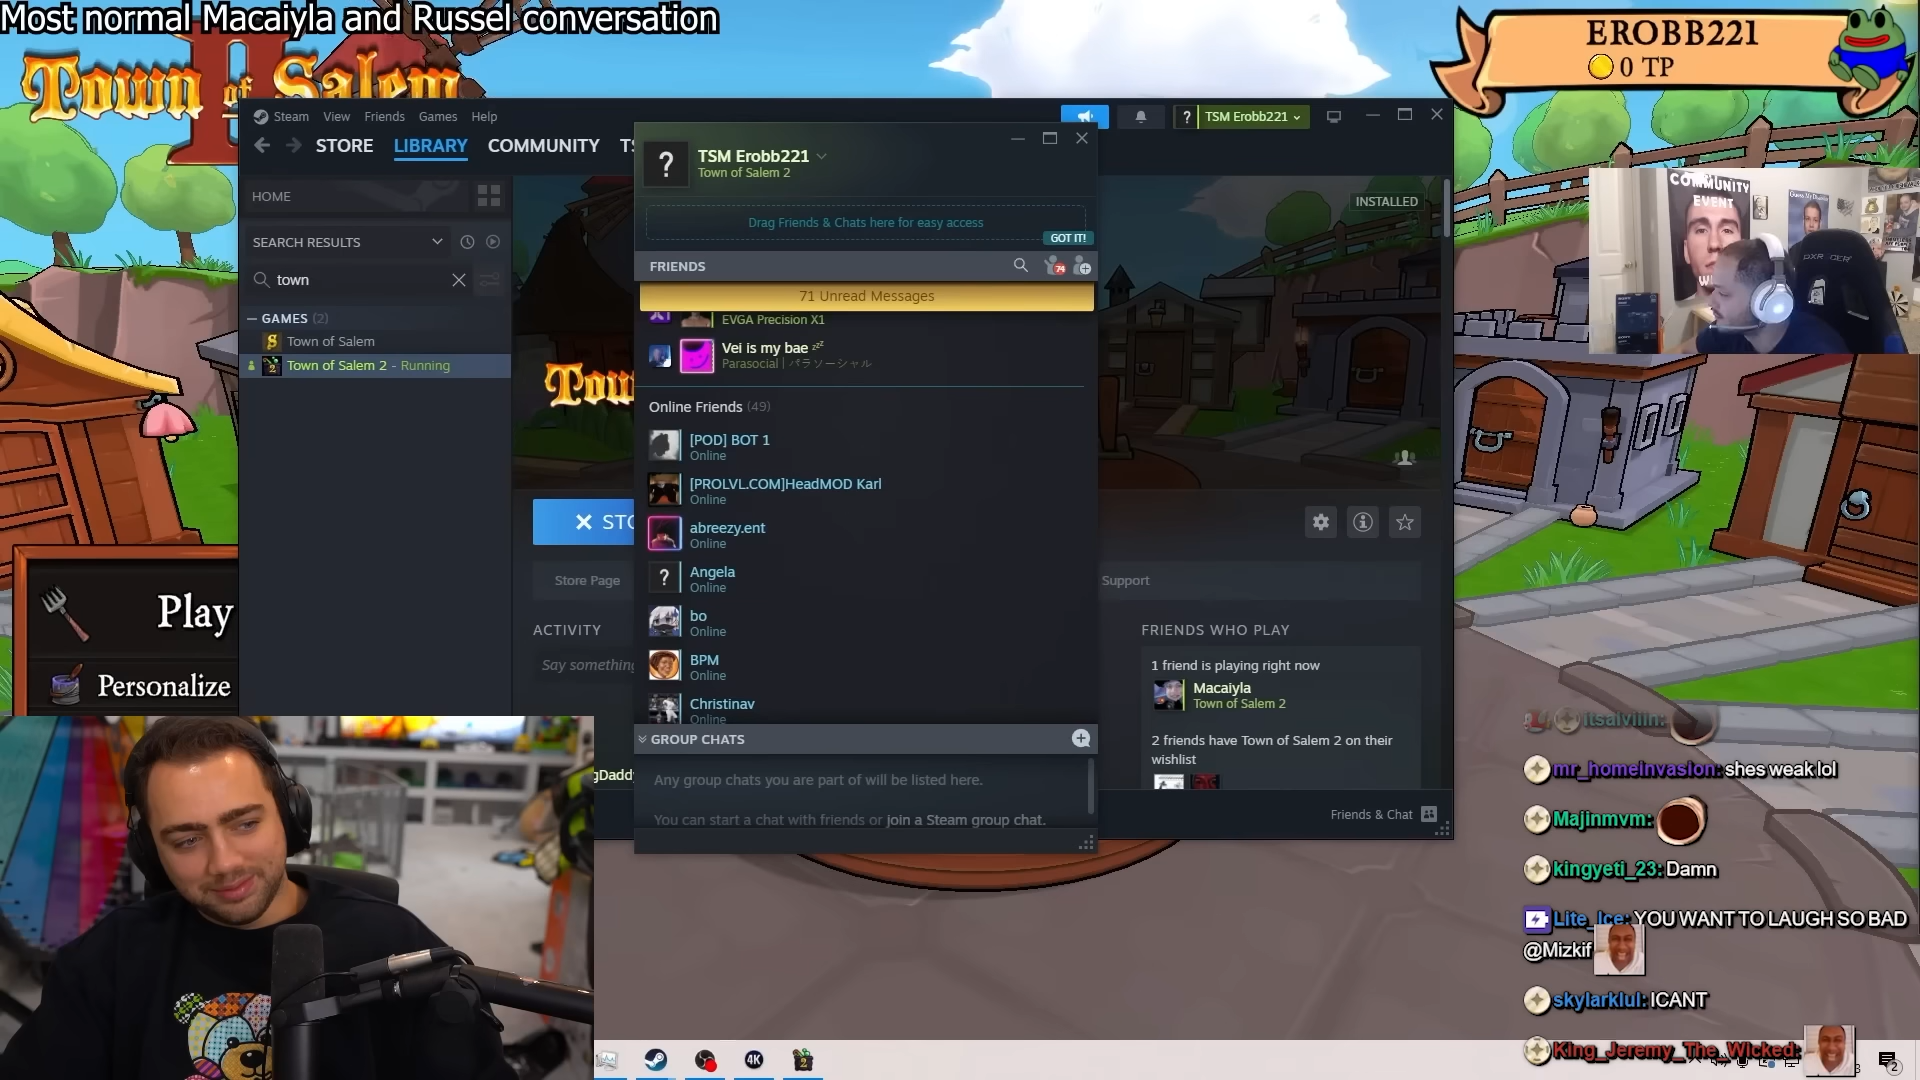 Most normal Macaiyla and Russel conversation
Town of Salem
II
EROBB221
0 TP
Steam View Friends Games Help
? TSM Erobb221
STORE LIBRARY COMMUNITY
HOME
SEARCH RESULTS
town
GAMES (2)
Town of Salem
Town of Salem 2 - Running
? TSM Erobb221
Town of Salem 2
Drag Friends & Chats here for easy access
GOT IT!
FRIENDS
74
71 Unread Messages
EVGA Precision X1
Vei is my bae zzz
Parasocial | パラソーシャル
Online Friends (49)
[POD] BOT 1
Online
[PROLVL.COM]HeadMOD Karl
Online
abreezy.ent
Online
? Angela
Online
bo
Online
BPM
Online
Christinav
Online
GROUP CHATS
Any group chats you are part of will be listed here.
You can start a chat with friends or join a Steam group chat.
INSTALLED
STO
Store Page
Support
ACTIVITY
Say something
FRIENDS WHO PLAY
1 friend is playing right now
Macaiyla
Town of Salem 2
2 friends have Town of Salem 2 on their
wishlist
Friends & Chat
Play
Personalize
COMMUNITY
EVENT
DXRACER
mr_homeinvasion: shes weak lol
Majinmvm:
kingyeti_23: Damn
Lite_Ice: YOU WANT TO LAUGH SO BAD
@Mizkif
skylarklul: ICANT
King_Jeremy_The_Wicked:
4K
2